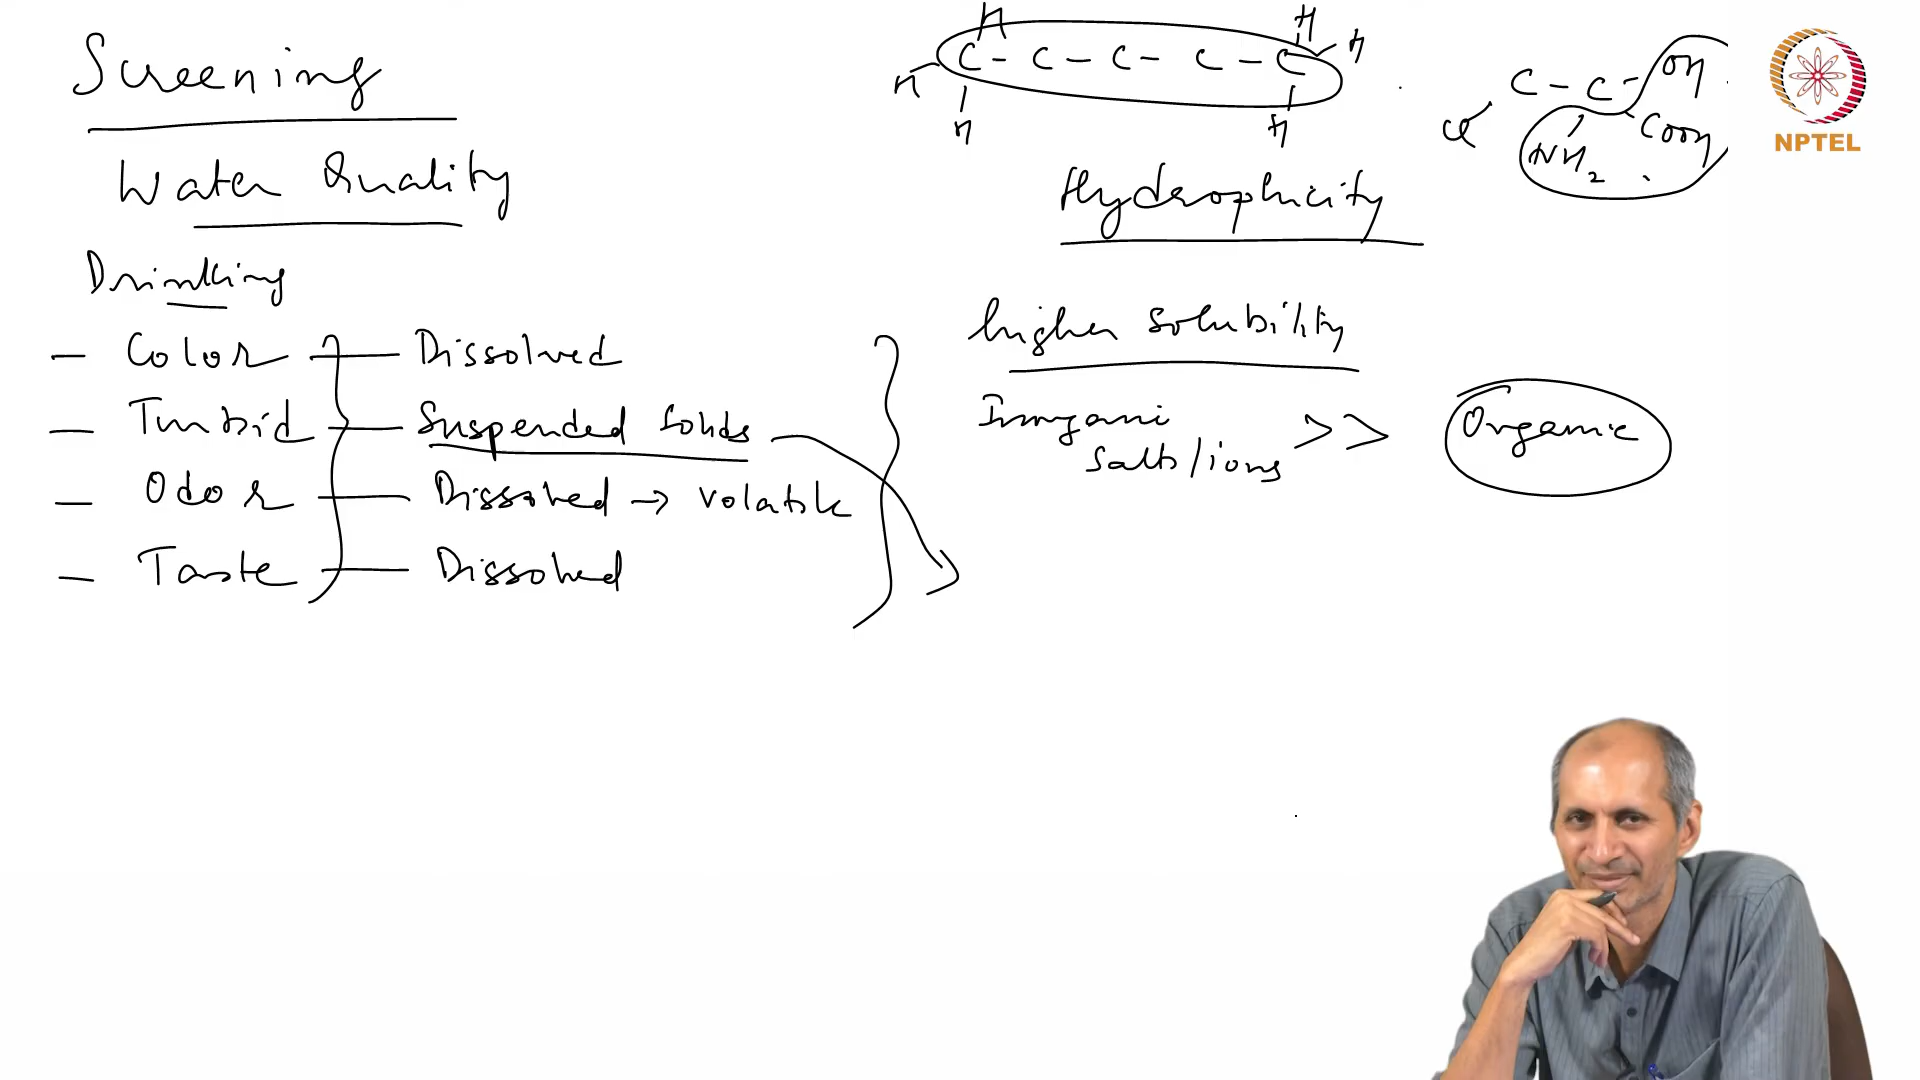 Screening
Water Quality
Drinking
- Color - Dissolved
- Turbid - Suspended Solids
- Odor - Dissolved → volatile
- Taste - Dissolved
H H
H C - C - C - C - C H
H H
C - C - OH
Cl NH2 COOH
Hydrophicity
higher solubility
Inorganic salts/ions >> Organic
NPTEL